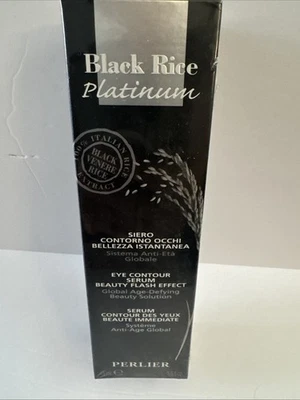 Black Rice
Platinum
100% ITALIAN RICE
BLACK
VENERE
RICE
EXTRACT
SIERO
CONTORNO OCCHI
BELLEZZA ISTANTANEA
Sistema Anti-Età
Globale
EYE CONTOUR
SERUM
BEAUTY FLASH EFFECT
Global Age-Defying
Beauty Solution
SERUM
CONTOUR DES YEUX
BEAUTE IMMEDIATE
Système
Anti-Age Global
PERLIER